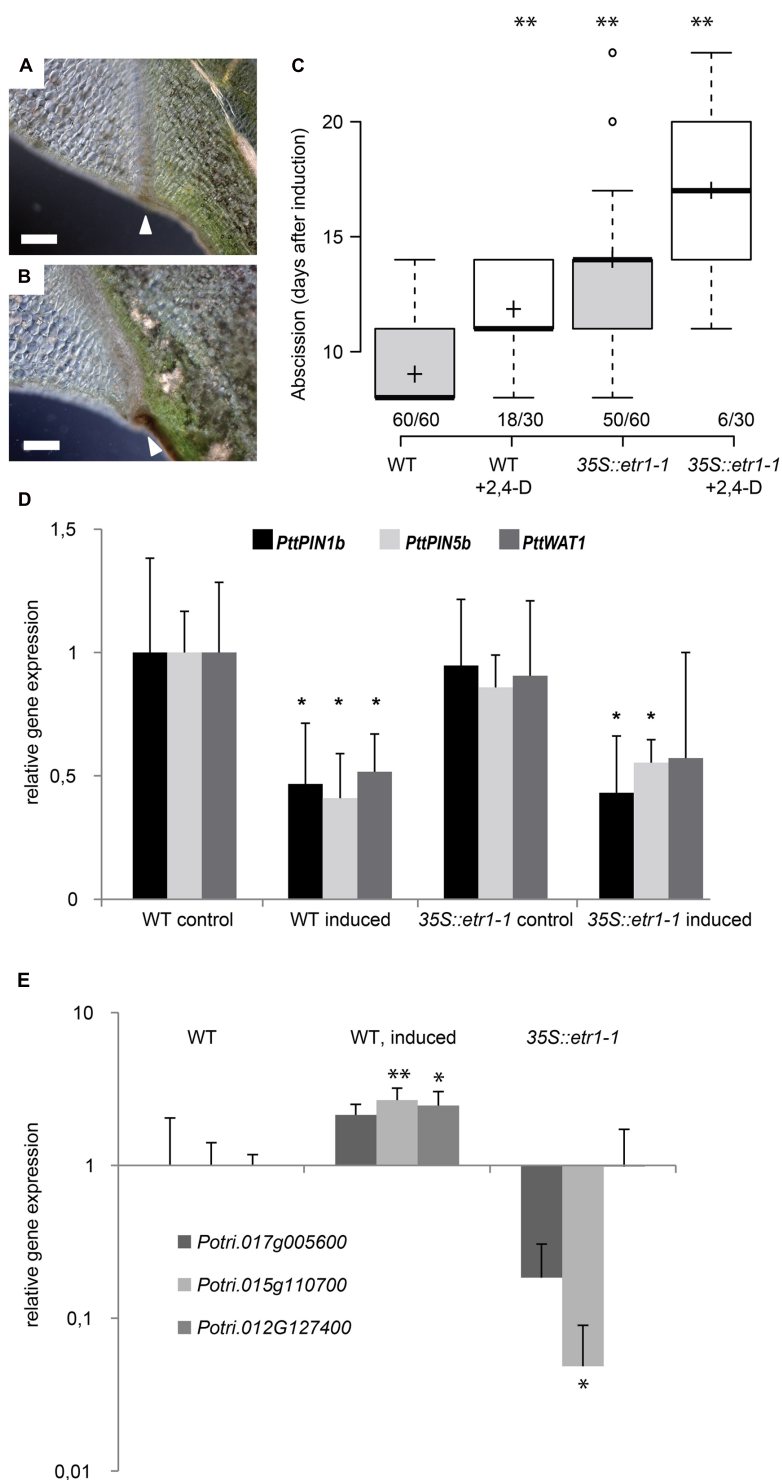 A
B
C
** ** **
Abscission (days after induction)
20
15
10
60/60 18/30 50/60 6/30
WT WT 35S::etr1-1 35S::etr1-1
+2,4-D +2,4-D
D
relative gene expression
1,5
PttPIN1b PttPIN5b PttWAT1
1
* * * * *
0,5
0
WT control WT induced 35S::etr1-1 control 35S::etr1-1 induced
E
relative gene expression
10
WT WT, induced 35S::etr1-1
** *
1
Potri.017g005600
Potri.015g110700
Potri.012G127400
0,1
*
0,01